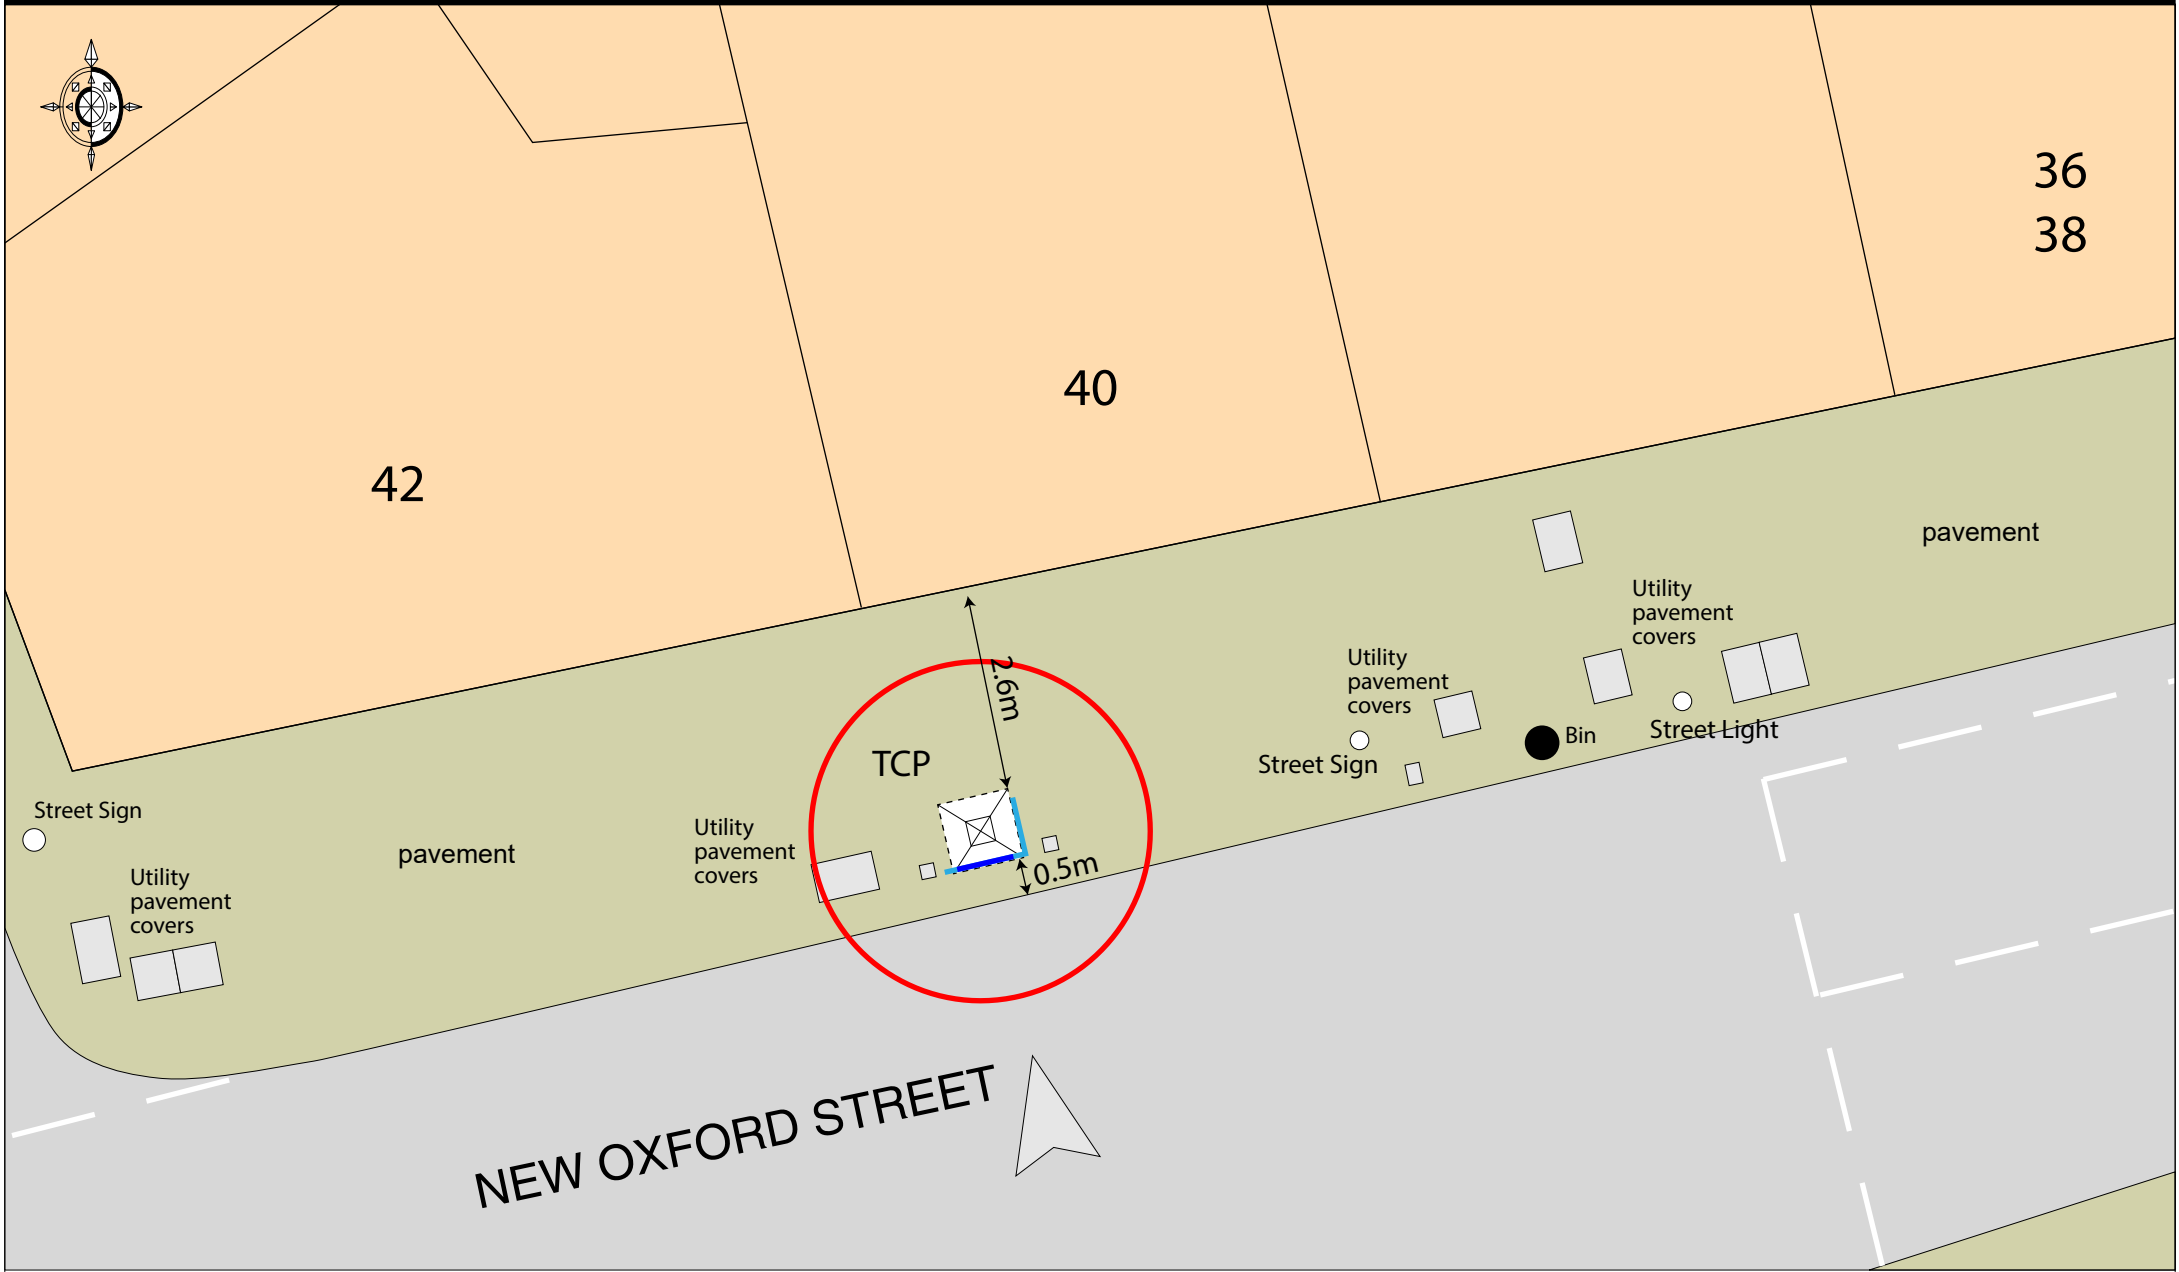 36
38
40
42
pavement
Utility
pavement
covers
Utility
pavement
covers
2.6m
Street Light
Bin
Street Sign
TCP
Street Sign
Utility
pavement
covers
pavement
0.5m
Utility
pavement
covers
NEW OXFORD STREET